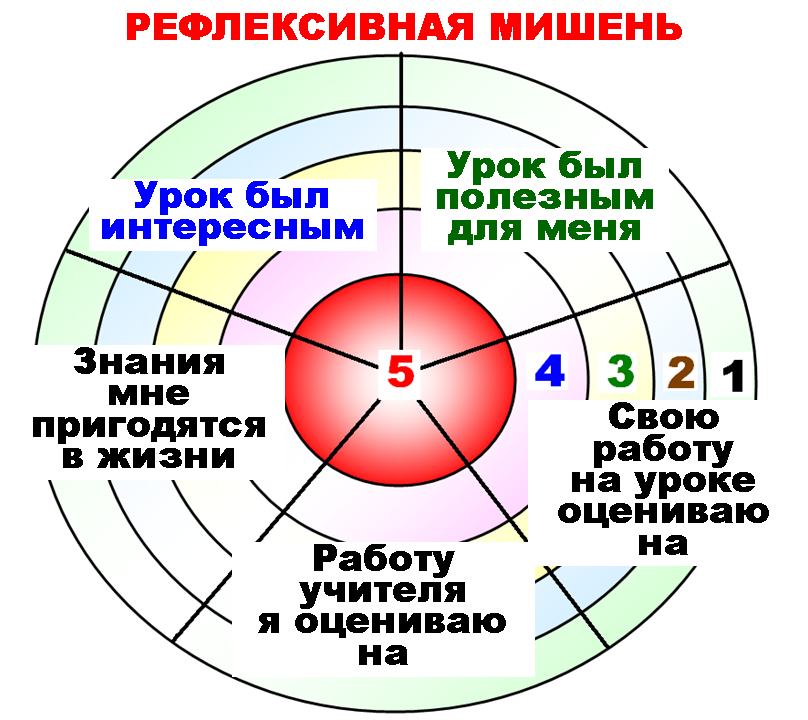 РЕФЛЕКСИВНАЯ МИШЕНЬ
Урок был
интересным
Урок был
полезным
для меня
5 4 3 2 1
Знания
мне
пригодятся
в жизни
Свою
работу
на уроке
оцениваю
на
Работу
учителя
я оцениваю
на